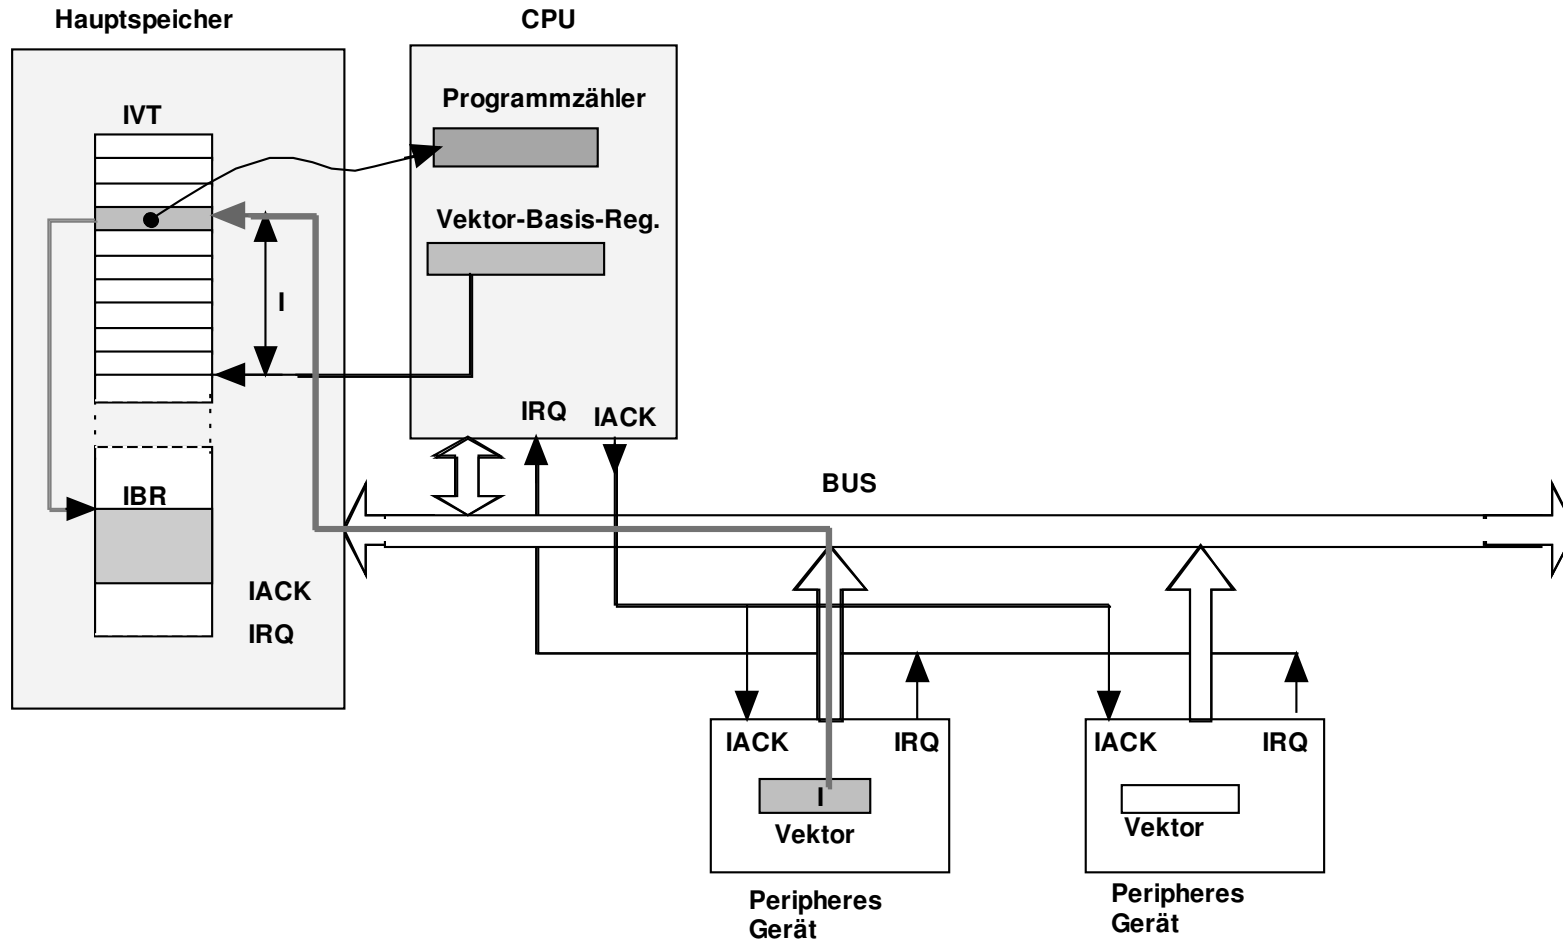 Hauptspeicher
CPU
IVT
Programmzähler
Vektor-Basis-Reg.
I
IRQ
IACK
BUS
IBR
IACK
IRQ
IACK
IRQ
IACK
IRQ
I
Vektor
Vektor
Peripheres
Gerät
Peripheres
Gerät